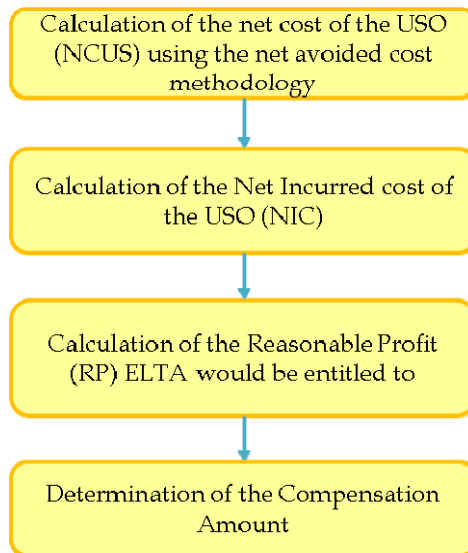 Calculation of the net cost of the USO
(NCUS) using the net avoided cost
methodology
Calculation of the Net Incurred cost of
the USO (NIC)
Calculation of the Reasonable Profit
(RP) ELTA would be entitled to
Determination of the Compensation
Amount